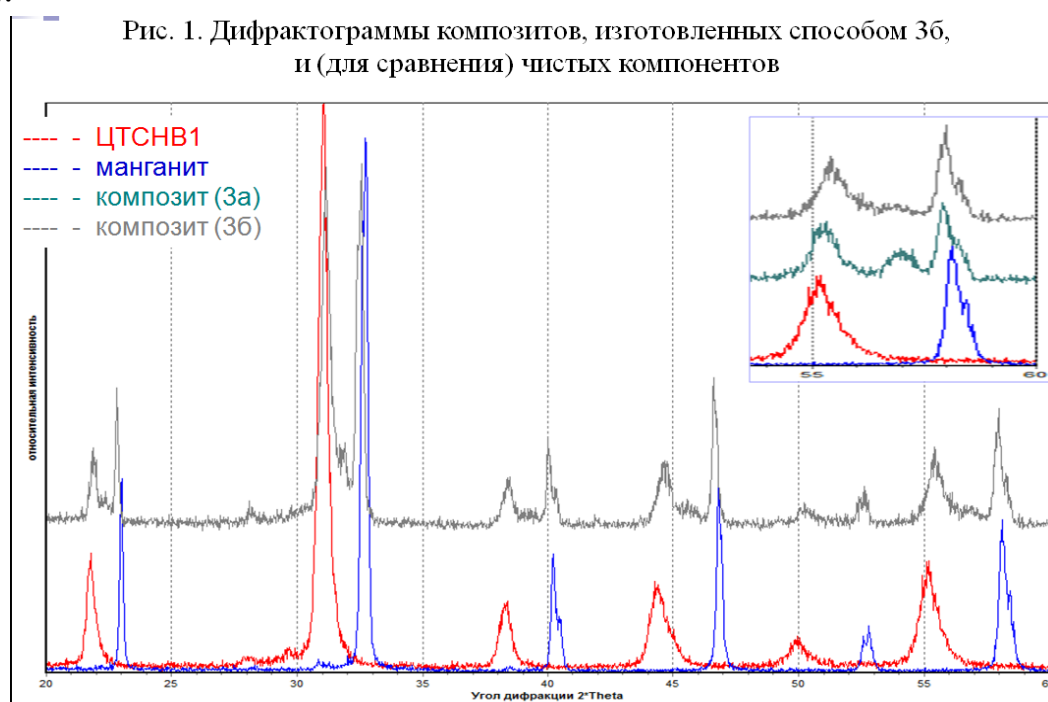 Рис. 1. Дифрактограммы композитов, изготовленных способом 3б,
и (для сравнения) чистых компонентов
---- - ЦТСНВ1
---- - манганит
---- - композит (3а)
---- - композит (3б)
55 60
относительная интенсивность
20 25 30 35 40 45 50 55 60
Угол дифракции 2*Theta